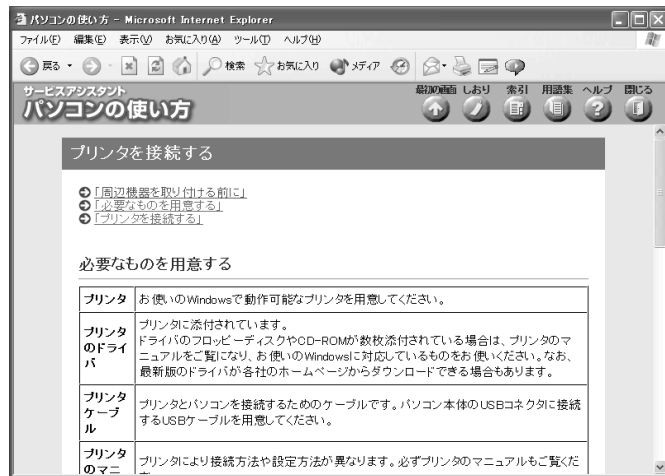 パソコンの使い方 - Microsoft Internet Explorer
ファイル(F) 編集(E) 表示(V) お気に入り(A) ツール(T) ヘルプ(H)
戻る 検索 お気に入り メディア
サービスアシスタント
パソコンの使い方
最初の画面 しおり 索引 用語集 ヘルプ 閉じる
プリンタを接続する
「周辺機器を取り付ける前に」
「必要なものを用意する」
「プリンタを接続する」
必要なものを用意する
プリンタ お使いのWindowsで動作可能なプリンタを用意してください。
プリンタのドライバ
プリンタに添付されています。
ドライバのフロッピーディスクやCD-ROMが数枚添付されている場合は、プリンタのマ
ニュアルをご覧になり、お使いのWindowsに対応しているものをお使いください。なお、
最新版のドライバが各社のホームページからダウンロードできる場合もあります。
プリンタケーブル
プリンタとパソコンを接続するためのケーブルです。パソコン本体のUSBコネクタに接続
するUSBケーブルを用意してください。
プリンタのマニ
プリンタにより接続方法や設定方法が異なります。必ずプリンタのマニュアルもご覧くだ